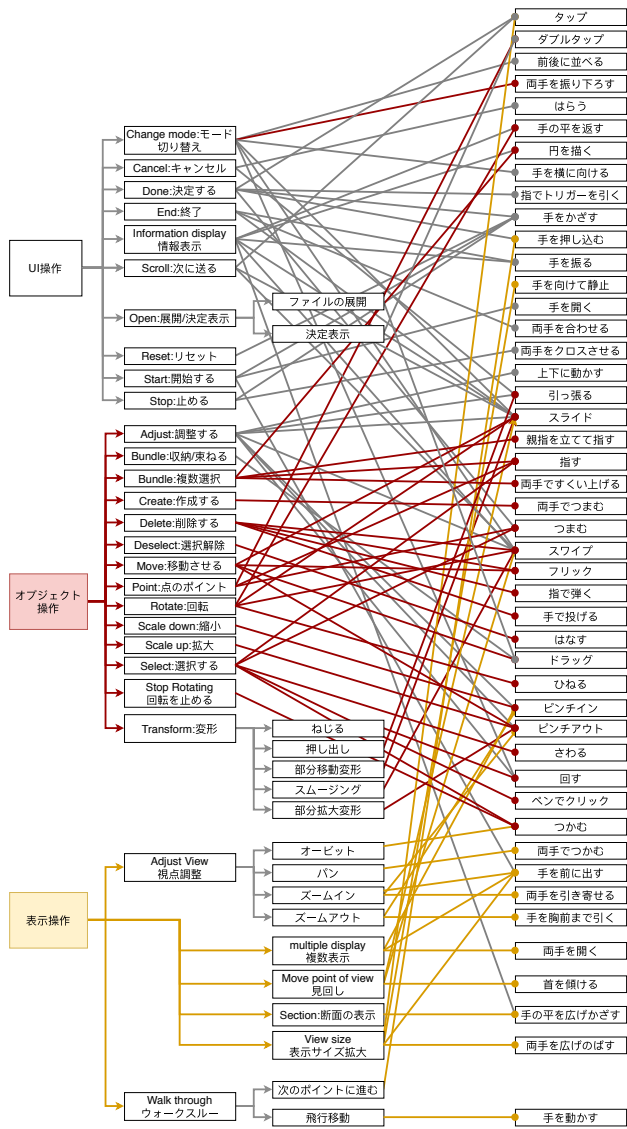 UI操作
Change mode:モード
切り替え
Cancel:キャンセル
Done:決定する
End:終了
Information display
情報表示
Scroll:次に送る
Open:展開/決定表示
ファイルの展開
決定表示
Reset:リセット
Start:開始する
Stop:止める
オブジェクト
操作
Adjust:調整する
Bundle:収納/束ねる
Bundle:複数選択
Create:作成する
Delete:削除する
Deselect:選択解除
Move:移動させる
Point:点のポイント
Rotate:回転
Scale down:縮小
Scale up:拡大
Select:選択する
Stop Rotating
回転を止める
Transform:変形
ねじる
押し出し
部分移動変形
スムージング
部分拡大変形
表示操作
Adjust View
視点調整
オービット
パン
ズームイン
ズームアウト
multiple display
複数表示
Move point of view
見回し
Section:断面の表示
View size
表示サイズ拡大
Walk through
ウォークスルー
次のポイントに進む
飛行移動
タップ
ダブルタップ
前後に並べる
両手を振り下ろす
はらう
手の平を返す
円を描く
手を横に向ける
指でトリガーを引く
手をかざす
手を押し込む
手を振る
手を向けて静止
手を開く
両手を合わせる
両手をクロスさせる
上下に動かす
引っ張る
スライド
親指を立てて指す
指す
両手ですくい上げる
両手でつまむ
つまむ
スワイプ
フリック
指で弾く
手で投げる
はなす
ドラッグ
ひねる
ピンチイン
ピンチアウト
さわる
回す
ペンでクリック
つかむ
両手でつかむ
手を前に出す
両手を引き寄せる
手を胸前まで引く
両手を開く
首を傾ける
手の平を広げかざす
両手を広げのばす
手を動かす